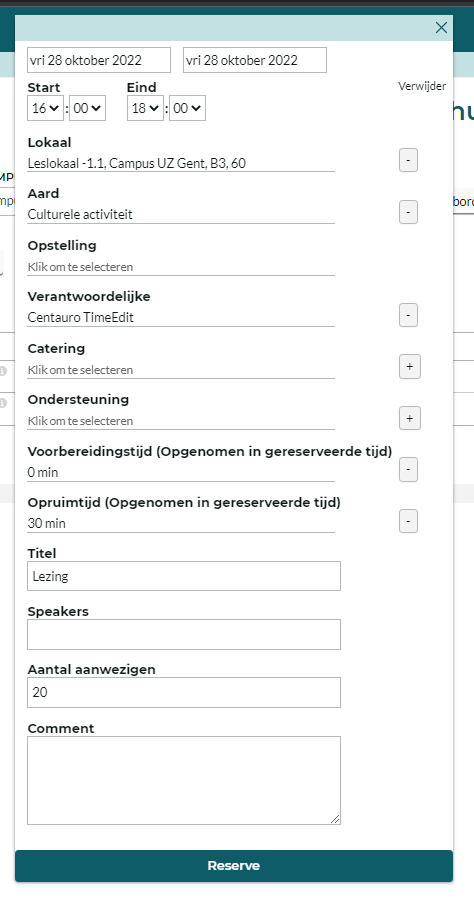 vri 28 oktober 2022 vri 28 oktober 2022
Start Eind Verwijder
16 : 00 18 : 00
Lokaal
Leslokaal -1.1, Campus UZ Gent, B3, 60 -
Aard
Culturele activiteit -
Opstelling
Klik om te selecteren
Verantwoordelijke
Centauro TimeEdit -
Catering
Klik om te selecteren +
Ondersteuning
Klik om te selecteren +
Voorbereidingstijd (Opgenomen in gereserveerde tijd)
0 min -
Opruimtijd (Opgenomen in gereserveerde tijd)
30 min -
Titel
Lezing
Speakers
Aantal aanwezigen
20
Comment
Reserve